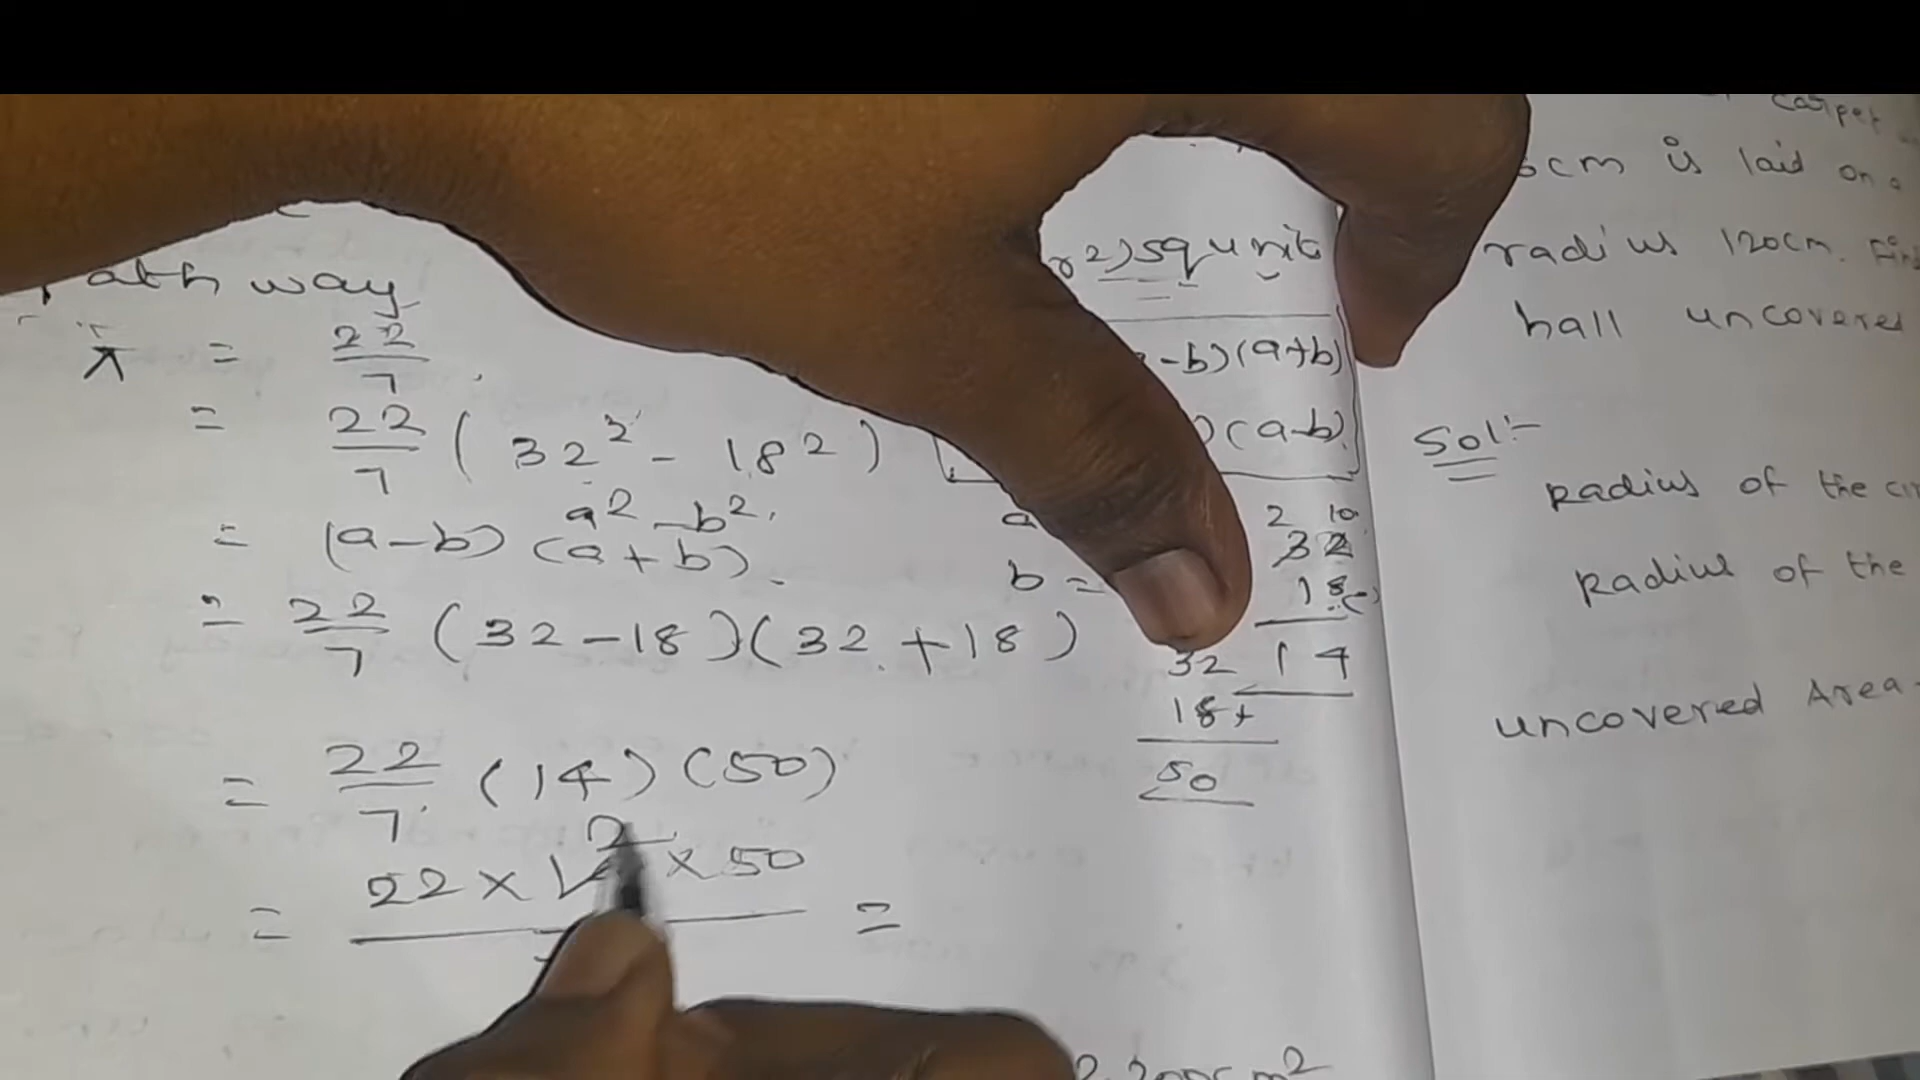 way
π = 22/7
= 22/7 (32² - 18²)
a² - b²
= (a-b) (a+b).
= 22/7 (32-18)(32+18)
= 22/7 (14)(50)
2
= 22 × 14 × 50 =
r2) sq unit
-b)(a+b)
)(a-b)
a
b =
2 10
32
18(-)
14
32
18+
50
carpet
cm is laid on a
radius 120cm. Find
hall uncovered
Sol:-
Radius of the
Radius of the
uncovered Area